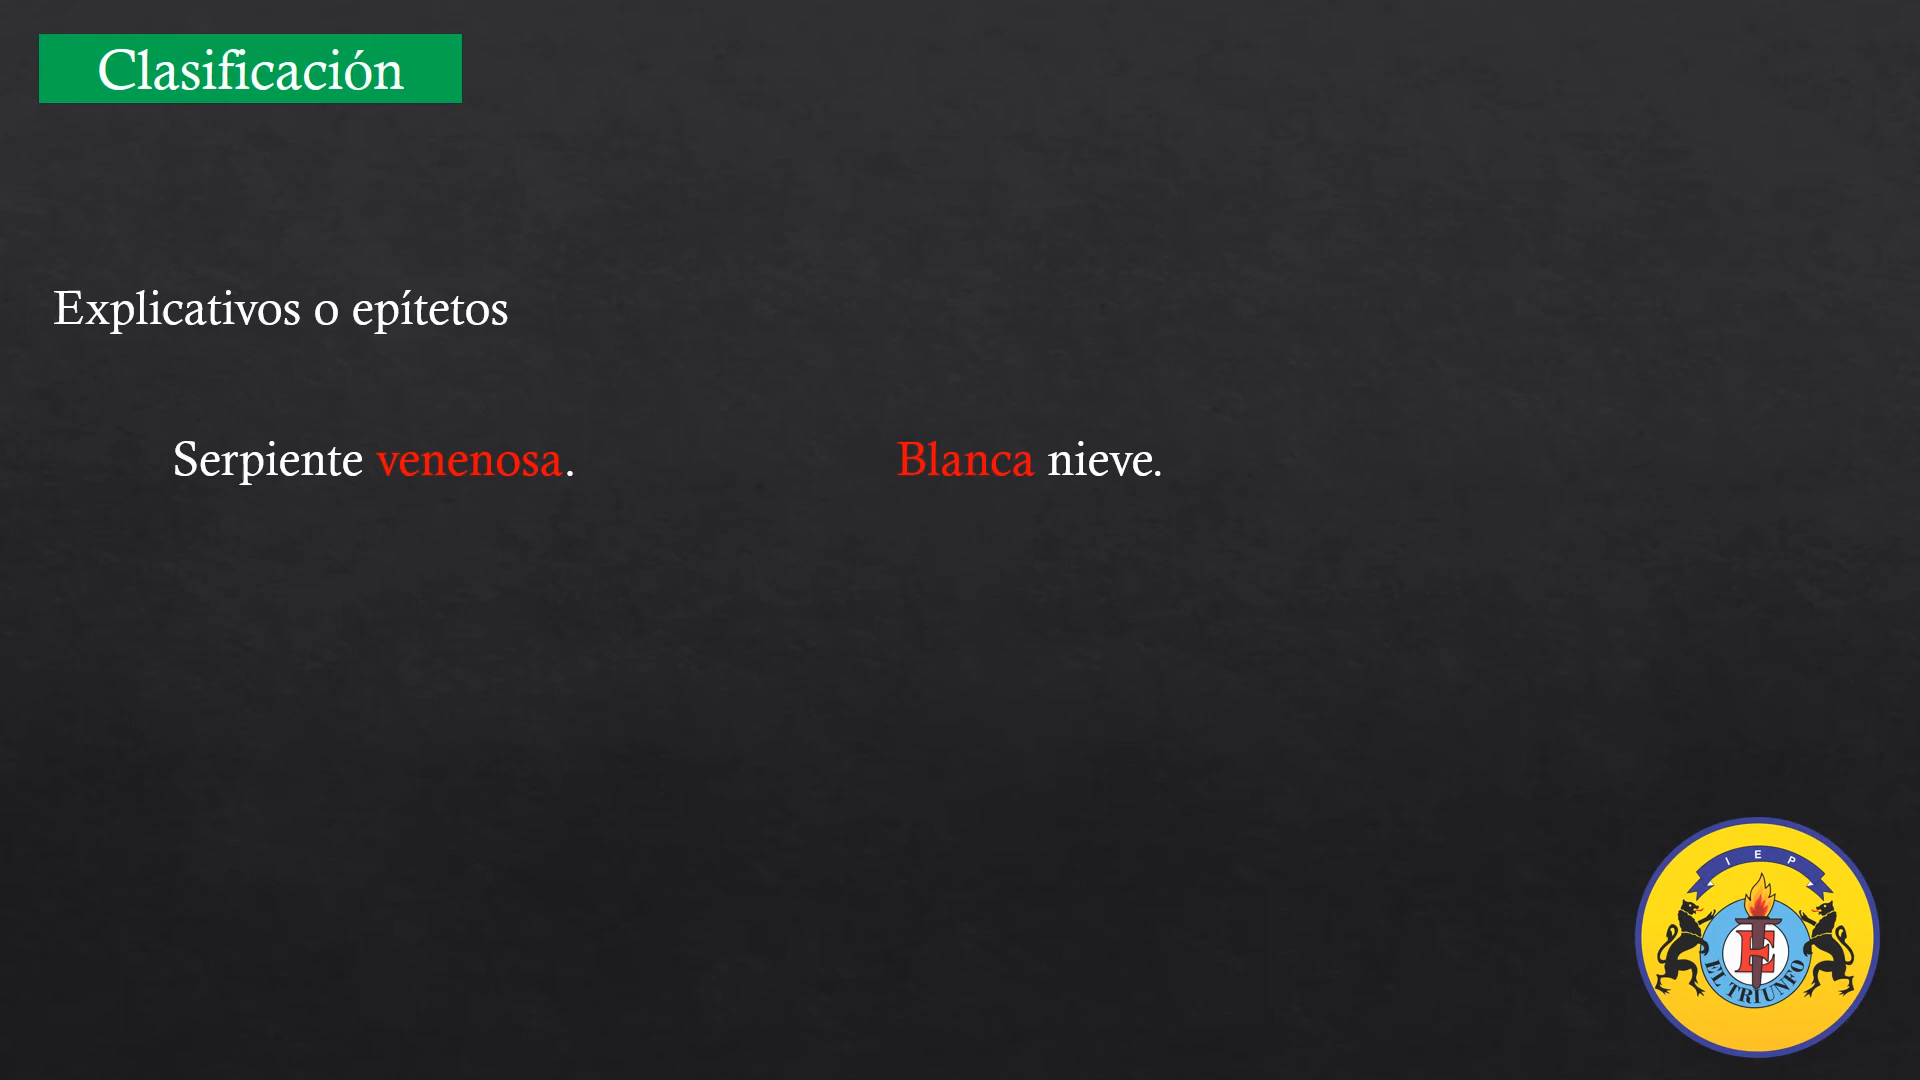 Clasificación
Explicativos o epítetos
Serpiente venenosa.
Blanca nieve.
I E P
E
EL TRIUNFO